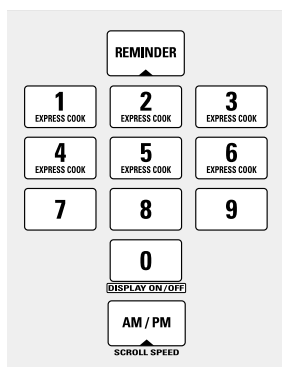 REMINDER
1 2 3
EXPRESS COOK EXPRESS COOK EXPRESS COOK
4 5 6
EXPRESS COOK EXPRESS COOK EXPRESS COOK
7 8 9
0
DISPLAY ON/OFF
AM/PM
SCROLL SPEED